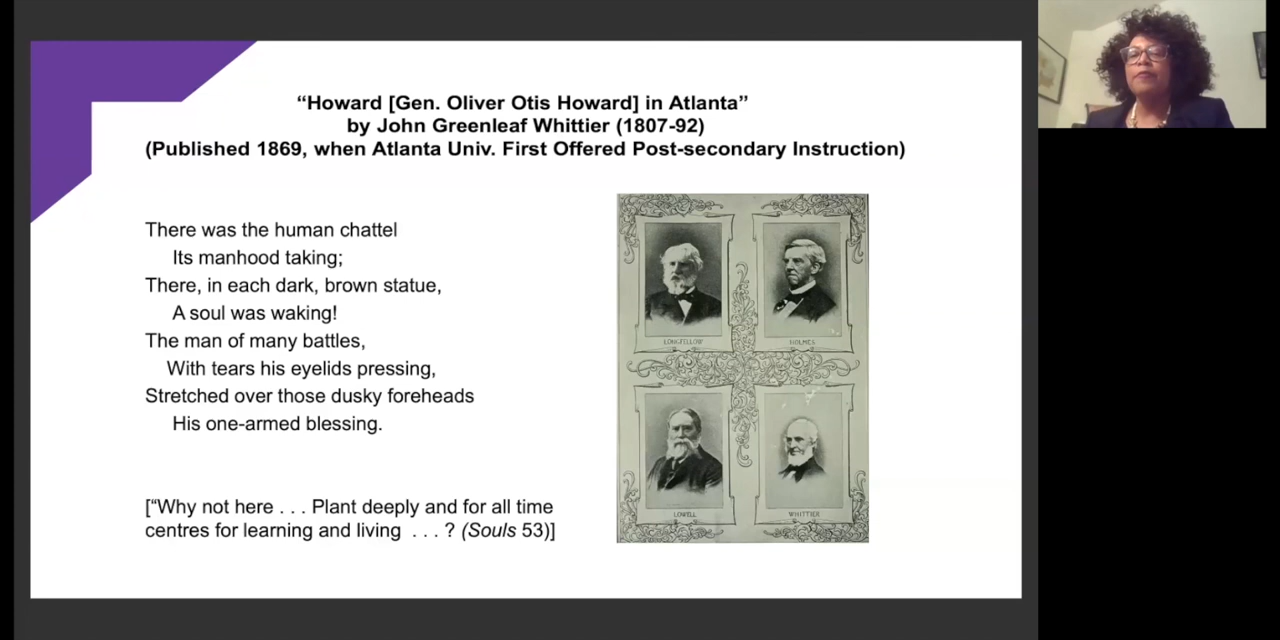 “Howard [Gen. Oliver Otis Howard] in Atlanta”
by John Greenleaf Whittier (1807-92)
(Published 1869, when Atlanta Univ. First Offered Post-secondary Instruction)
There was the human chattel
Its manhood taking;
There, in each dark, brown statue,
A soul was waking!
The man of many battles,
With tears his eyelids pressing,
Stretched over those dusky foreheads
His one-armed blessing.
[“Why not here . . . Plant deeply and for all time
centres for learning and living . . . ? (Souls 53)]
LONGFELLOW
HOLMES
LOWELL
WHITTIER